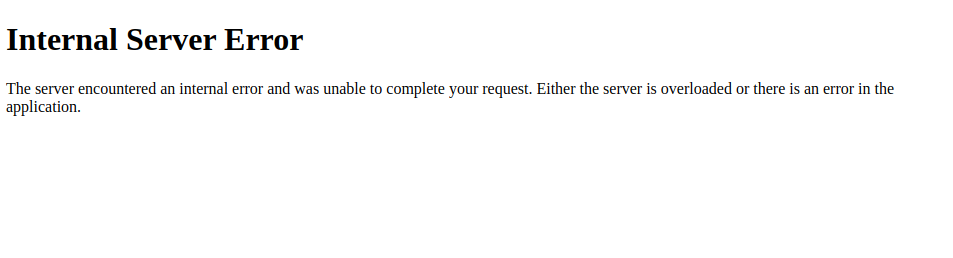 Internal Server Error
The server encountered an internal error and was unable to complete your request. Either the server is overloaded or there is an error in the
application.